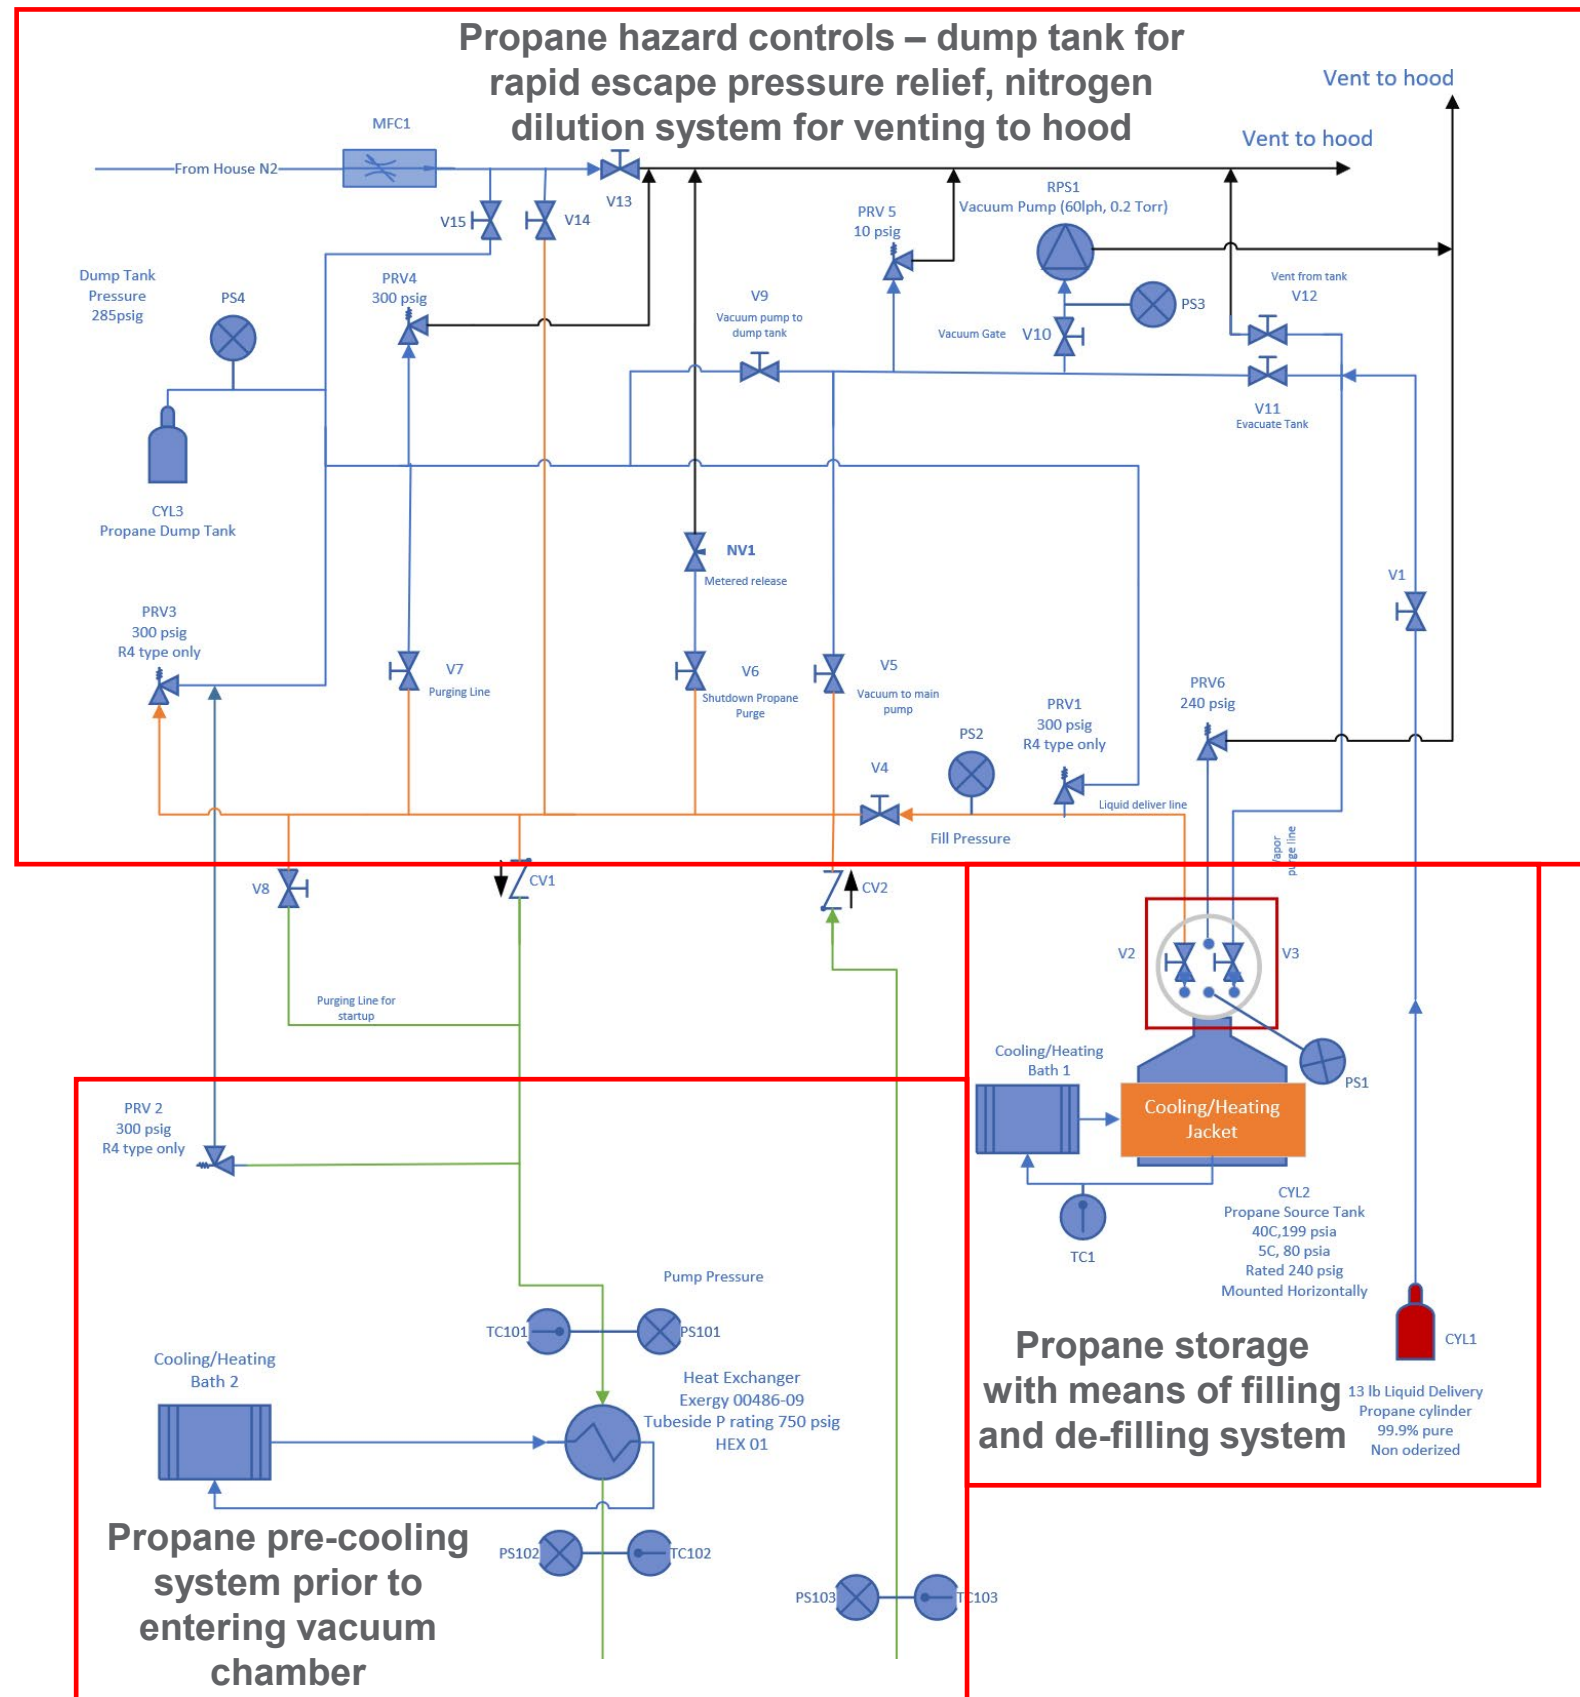 Propane hazard controls – dump tank for
rapid escape pressure relief, nitrogen
dilution system for venting to hood
Vent to hood
Vent to hood
MFC1
From House N2
V13
V15
V14
RPS1
Vacuum Pump (60lph, 0.2 Torr)
PRV 5
10 psig
Dump Tank
Pressure
285psig
PS4
PRV4
300 psig
V9
Vacuum pump to
dump tank
Vacuum Gate
V10
PS3
Vent from tank
V12
V11
Evacuate Tank
CYL3
Propane Dump Tank
NV1
Metered release
V1
PRV3
300 psig
R4 type only
V7
Purging Line
V6
Shutdown Propane
Purge
V5
Vacuum to main
pump
PRV1
300 psig
R4 type only
PRV6
240 psig
PS2
V4
Liquid deliver line
Fill Pressure
purge line
V8
CV1
CV2
V2
V3
Purging Line for
startup
Cooling/Heating
Bath 1
PS1
Cooling/Heating
Jacket
PRV 2
300 psig
R4 type only
TC1
CYL2
Propane Source Tank
40C,199 psia
5C, 80 psia
Rated 240 psig
Mounted Horizontally
Pump Pressure
TC101
PS101
Cooling/Heating
Bath 2
Heat Exchanger
Exergy 00486-09
Tubeside P rating 750 psig
HEX 01
CYL1
13 lb Liquid Delivery
Propane cylinder
99.9% pure
Non oderized
Propane storage
with means of filling
and de-filling system
Propane pre-cooling
system prior to
entering vacuum
chamber
PS102
TC102
PS103
TC103